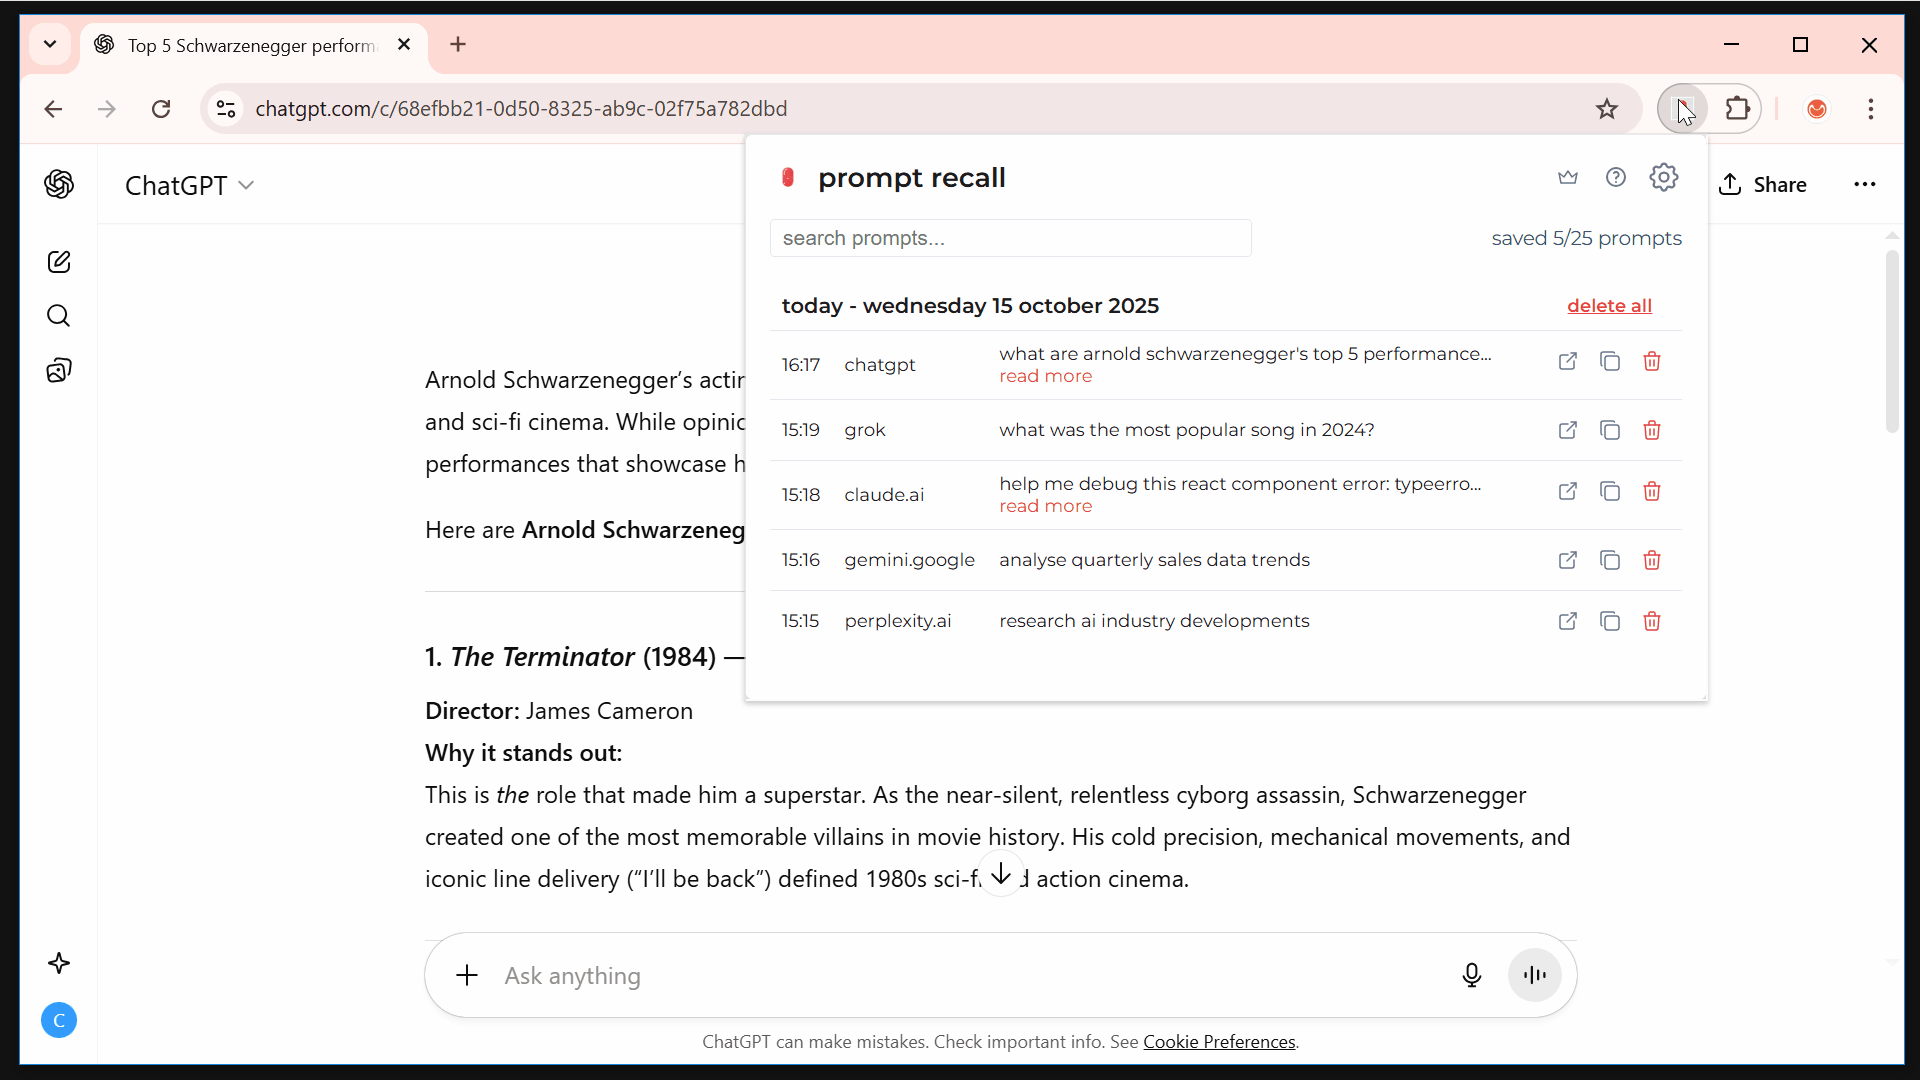 Top 5 Schwarzenegger perform
chatgpt.com/c/68efbb21-0d50-8325-ab9c-02f75a782dbd
ChatGPT
Share
prompt recall
search prompts...
saved 5/25 prompts
today - wednesday 15 october 2025
delete all
16:17 chatgpt what are arnold schwarzenegger's top 5 performance...
read more
15:19 grok what was the most popular song in 2024?
15:18 claude.ai help me debug this react component error: typeerro...
read more
15:16 gemini.google analyse quarterly sales data trends
15:15 perplexity.ai research ai industry developments
Arnold Schwarzenegger’s
and sci-fi cinema. While
performances that showcase
Here are Arnold
1. The Terminator (1984) —
Director: James Cameron
Why it stands out:
This is the role that made him a superstar. As the near-silent, relentless cyborg assassin, Schwarzenegger
created one of the most memorable villains in movie history. His cold precision, mechanical movements, and
iconic line delivery (“I’ll be back”) defined 1980s action cinema.
Ask anything
C
ChatGPT can make mistakes. Check important info. See Cookie Preferences.